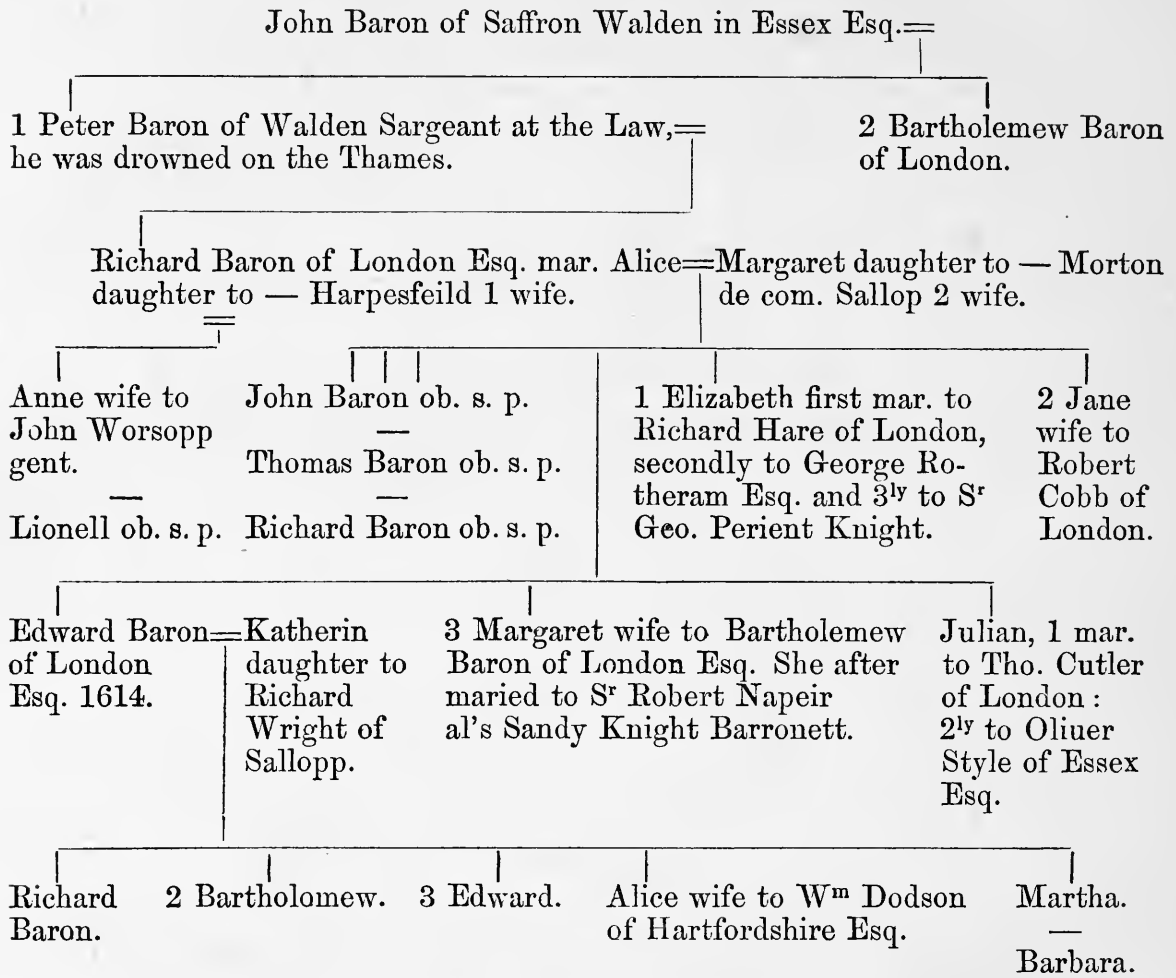 John Baron of Saffron Walden in Essex Esq.=
1 Peter Baron of Walden Sargeant at the Law,=
he was drowned on the Thames.
2 Bartholemew Baron
of London.
Richard Baron of London Esq. mar. Alice=Margaret daughter to — Morton
daughter to — Harpesfeild 1 wife.
de com. Sallop 2 wife.
Anne wife to
John Worsopp
gent.
—
Lionell ob. s. p.
John Baron ob. s. p.
—
Thomas Baron ob. s. p.
—
Richard Baron ob. s. p.
1 Elizabeth first mar. to
Richard Hare of London,
secondly to George Ro-
theram Esq. and 3ly to Sr
Geo. Perient Knight.
2 Jane
wife to
Robert
Cobb of
London.
Edward Baron=Katherin
of London
Esq. 1614.
daughter to
Richard
Wright of
Sallopp.
3 Margaret wife to Bartholemew
Baron of London Esq. She after
maried to Sr Robert Napeir
al's Sandy Knight Barronett.
Julian, 1 mar.
to Tho. Cutler
of London :
2ly to Oliuer
Style of Essex
Esq.
Richard
Baron.
2 Bartholomew.
3 Edward.
Alice wife to Wm Dodson
of Hartfordshire Esq.
Martha.
—
Barbara.